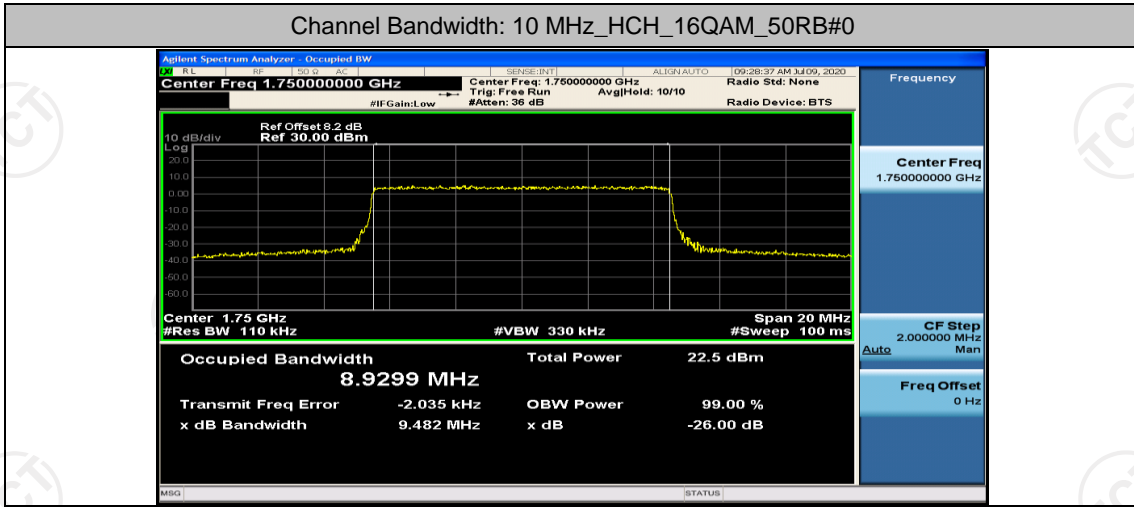 Channel Bandwidth: 10 MHz_HCH_16QAM_50RB#0
Agilent Spectrum Analyzer - Occupied BW
LXI RL RF 50 Ω AC SENSE:INT ALIGN AUTO 09:28:37 AM Jul 09, 2020
Center Freq 1.750000000 GHz
Center Freq: 1.750000000 GHz
Radio Std: None
Trig: Free Run Avg|Hold: 10/10
#IFGain:Low
#Atten: 36 dB
Radio Device: BTS
Ref Offset 8.2 dB
10 dB/div Ref 30.00 dBm
Log
20.0
10.0
0.00
-10.0
-20.0
-30.0
-40.0
-50.0
-60.0
Center 1.75 GHz Span 20 MHz
#Res BW 110 kHz #VBW 330 kHz #Sweep 100 ms
Occupied Bandwidth Total Power 22.5 dBm
8.9299 MHz
Transmit Freq Error -2.035 kHz OBW Power 99.00 %
x dB Bandwidth 9.482 MHz x dB -26.00 dB
MSG STATUS
Frequency
Center Freq
1.750000000 GHz
CF Step
2.000000 MHz
Auto Man
Freq Offset
0 Hz
TCT
TCT
TCT
TCT